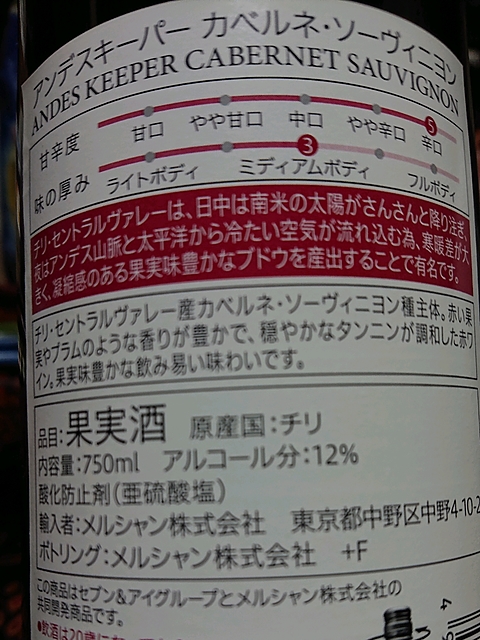 アンデスキーパー カベルネ・ソーヴィニヨン
ANDES KEEPER CABERNET SAUVIGNON
甘辛度
5
甘口 やや甘口 中口 やや辛口 辛口
味の厚み
3
ライトボディ ミディアムボディ フルボディ
チリ・セントラルヴァレーは、日中は南米の太陽がさんさんと降り注ぎ、
夜はアンデス山脈と太平洋から冷たい空気が流れ込む為、寒暖差が大
きく、凝縮感のある果実味豊かなブドウを産出することで有名です。
チリ・セントラルヴァレー産カベルネ・ソーヴィニヨン種主体。赤い果
実やプラムのような香りが豊かで、穏やかなタンニンが調和した赤ワ
イン。果実味豊かな飲み易い味わいです。
品目:果実酒 原産国:チリ
内容量:750ml アルコール分:12%
酸化防止剤(亜硫酸塩)
輸入者:メルシャン株式会社 東京都中野区中野4-10-2
ボトリング:メルシャン株式会社 +F
この商品はセブン&アイグループとメルシャン株式会社の
共同開発商品です。
●飲酒は20歳に
4